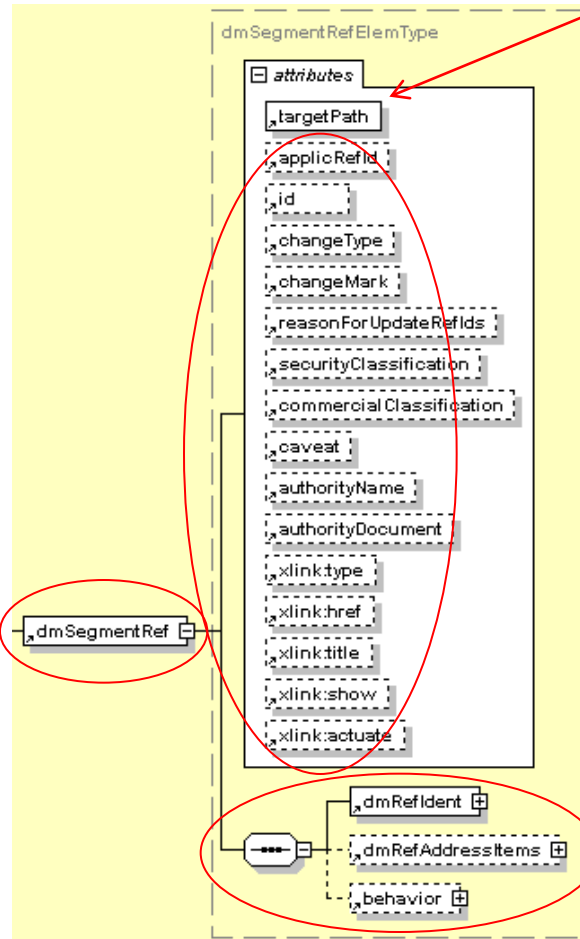 dmSegmentRefElemType
attributes
targetPath
applicRefId
id
changeType
changeMark
reasonForUpdateRefIds
securityClassification
commercialClassification
caveat
authorityName
authorityDocument
xlink:type
xlink:href
xlink:title
xlink:show
xlink:actuate
dmSegmentRef
dmRefIdent
dmRefAddressItems
behavior